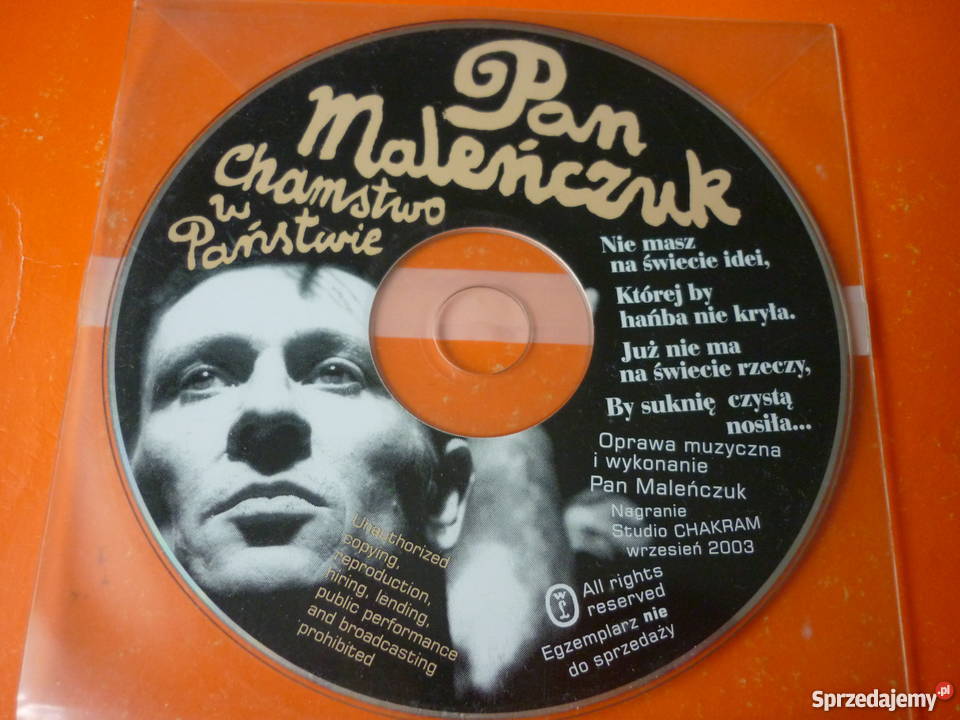 Pan
Maleńczuk
Chamstwo
w
Państwie
Nie masz
na świecie idei,
Której by
hańba nie kryła.
Już nie ma
na świecie rzeczy,
By suknię czystą
nosiła...
Oprawa muzyczna
i wykonanie
Pan Maleńczuk
Nagranie
Studio CHAKRAM
wrzesień 2003
Unauthorized
copying,
reproduction,
hiring, lending,
public performance
and broadcasting
prohibited
W
L
All rights
reserved
Egzemplarz nie
do sprzedaży
Sprzedajemy.pl